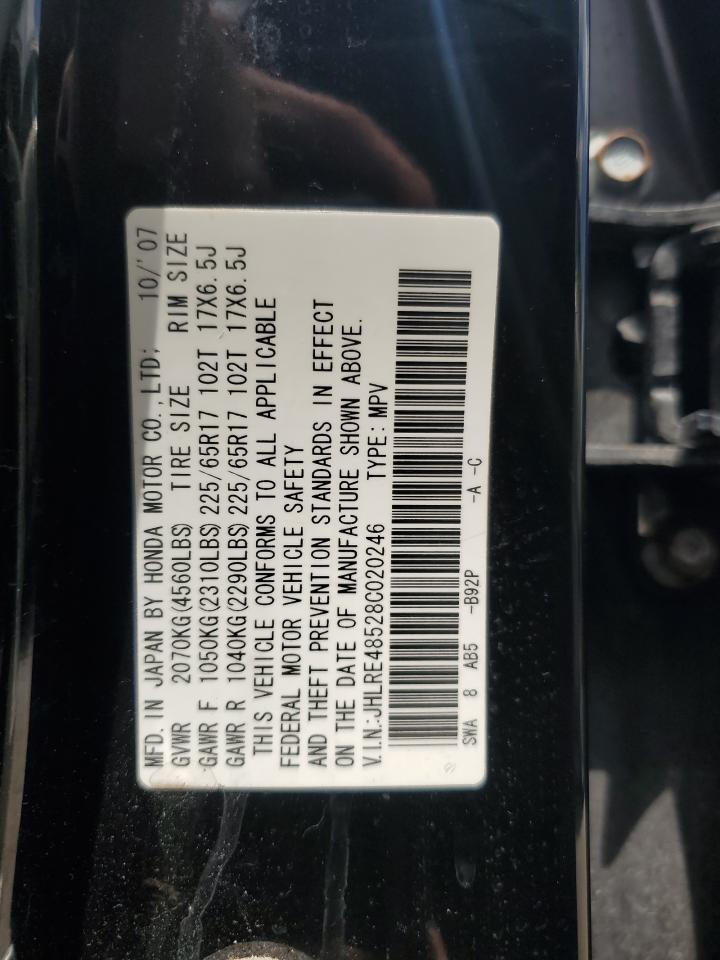 MFD. IN JAPAN BY HONDA MOTOR CO.,LTD; 10/'07
GVWR 2070KG(4560LBS) TIRE SIZE RIM SIZE
GAWR F 1050KG(2310LBS) 225/65R17 102T 17X6.5J
GAWR R 1040KG(2290LBS) 225/65R17 102T 17X6.5J
THIS VEHICLE CONFORMS TO ALL APPLICABLE
FEDERAL MOTOR VEHICLE SAFETY
AND THEFT PREVENTION STANDARDS IN EFFECT
ON THE DATE OF MANUFACTURE SHOWN ABOVE.
V.I.N.:JHLRE48528C020246 TYPE:MPV
SWA 8 AB5 -B92P -A -C